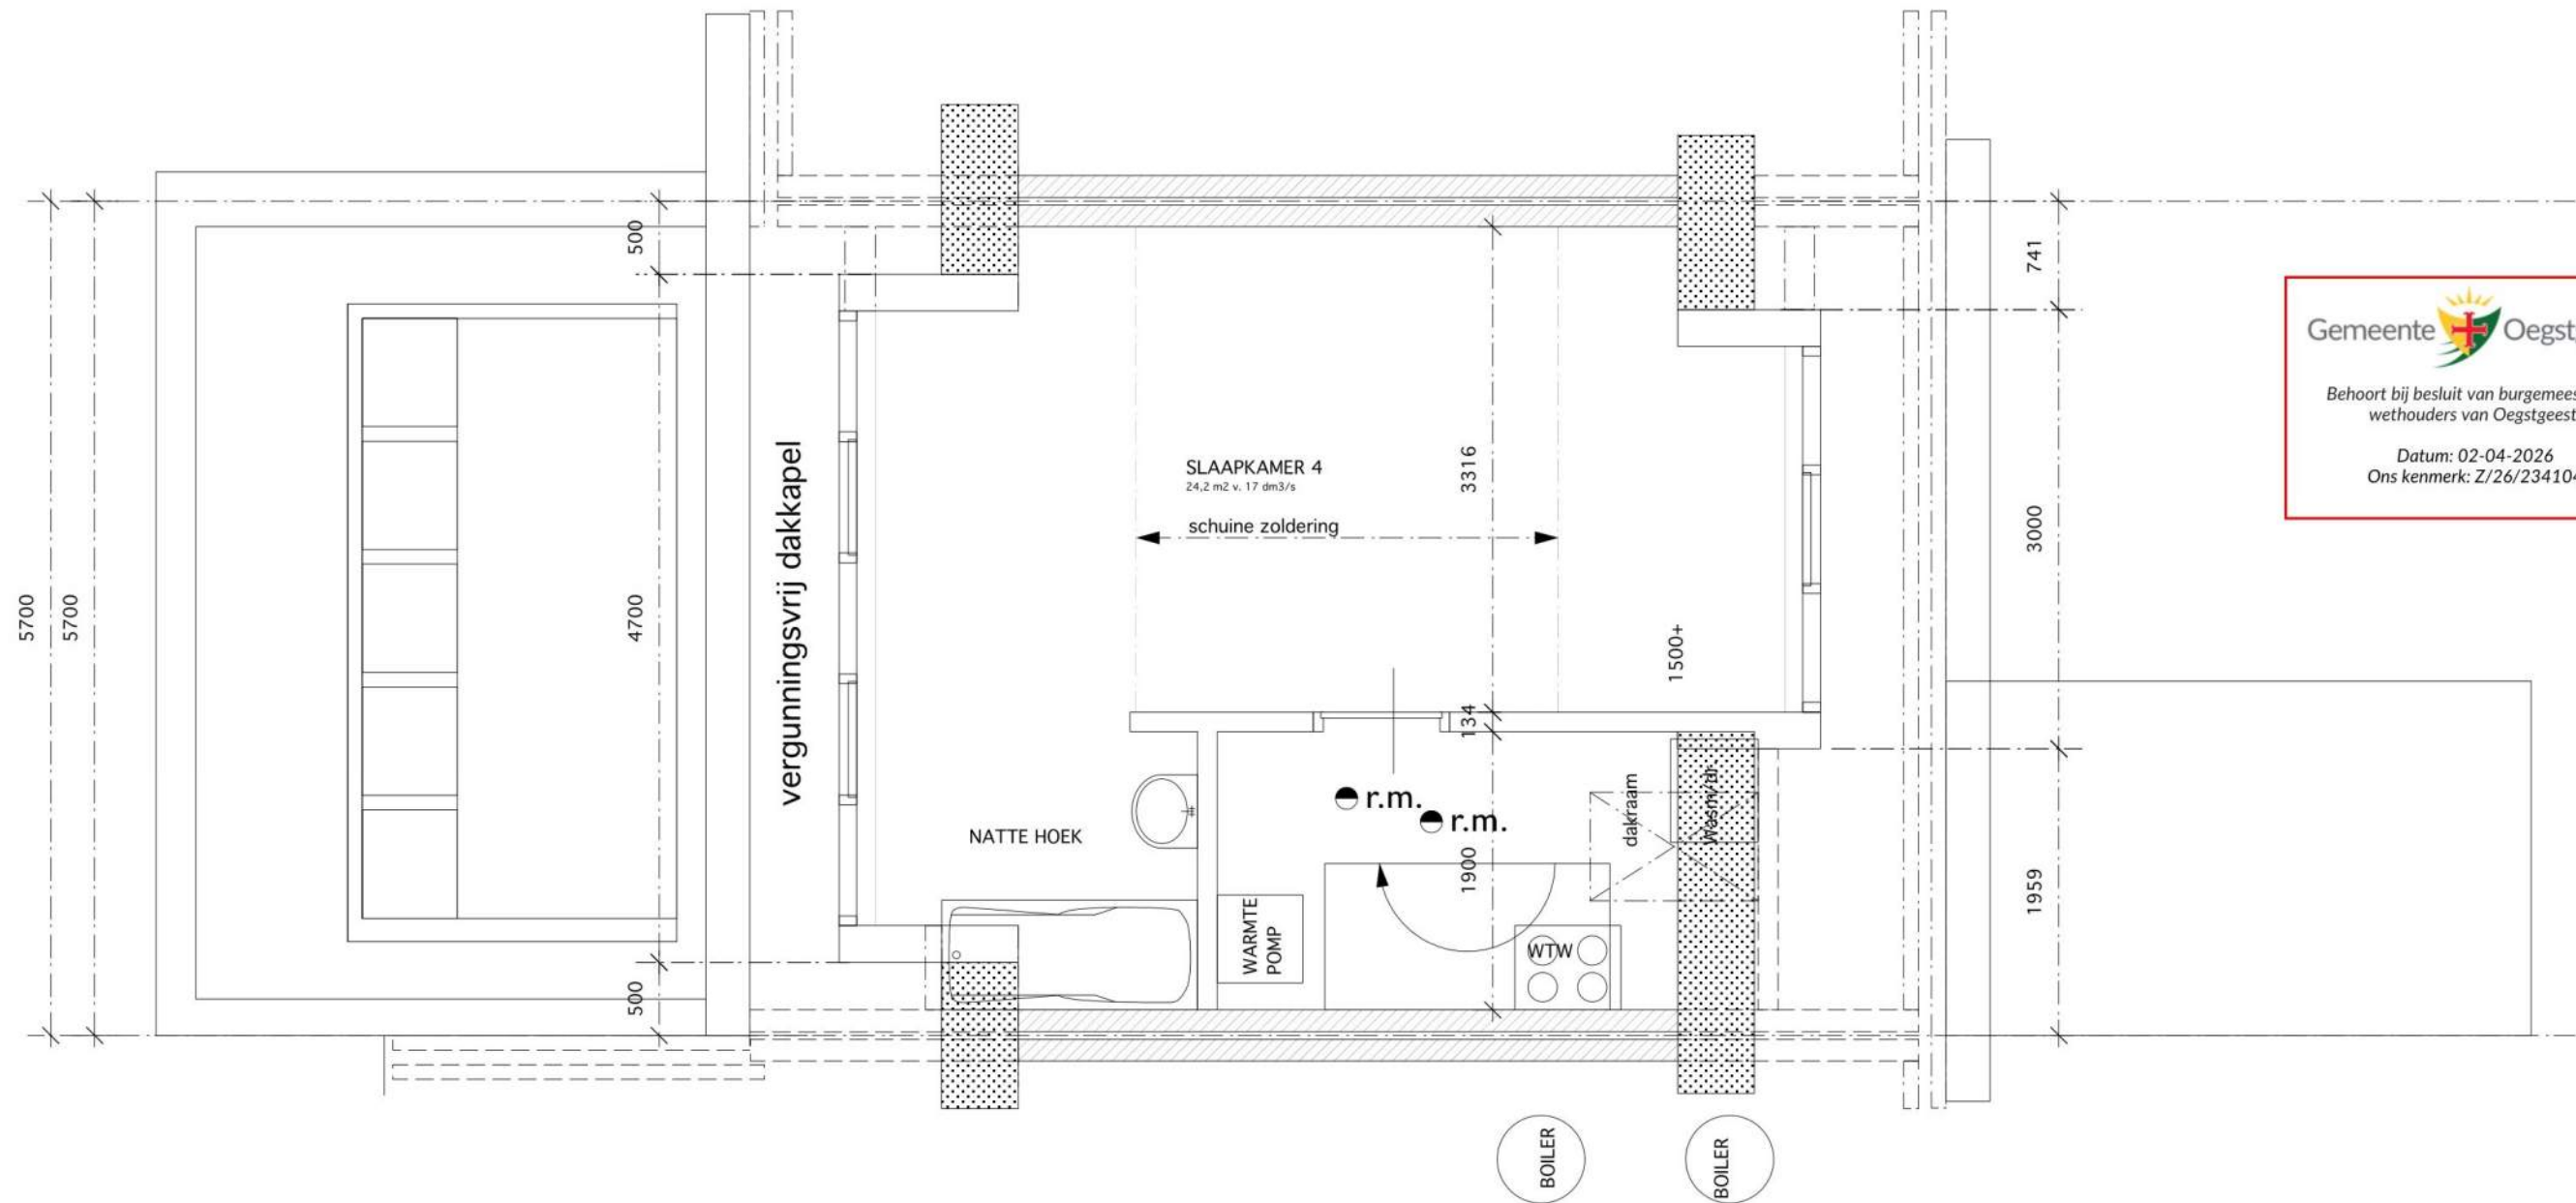 5700
5700
500
4700
500
vergunningsvrij dakkapel
SLAAPKAMER 4
24,2 m2 v. 17 dm3/s
schuine zoldering
3316
134
1900
1500+
NATTE HOEK
r.m.
r.m.
WARMTE
POMP
WTW
dakraam
BOILER
BOILER
741
3000
1959
Gemeente Oegst
Behoort bij besluit van burgemees
wethouders van Oegstgeest
Datum: 02-04-2026
Ons kenmerk: Z/26/234104